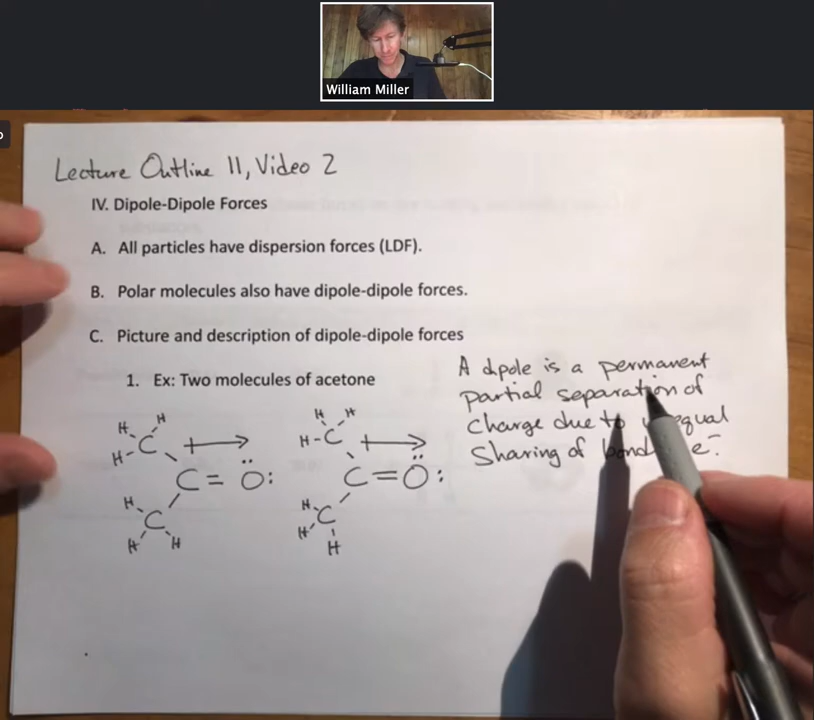 William Miller
Lecture Outline 11, Video 2
IV. Dipole-Dipole Forces
A. All particles have dispersion forces (LDF).
B. Polar molecules also have dipole-dipole forces.
C. Picture and description of dipole-dipole forces
1. Ex: Two molecules of acetone
A dipole is a permanent
partial separation of
charge due to
sharing of bond e⁻.
H H H H
H-C H-C
C=Ö: C=Ö:
H H
C C
H H H H